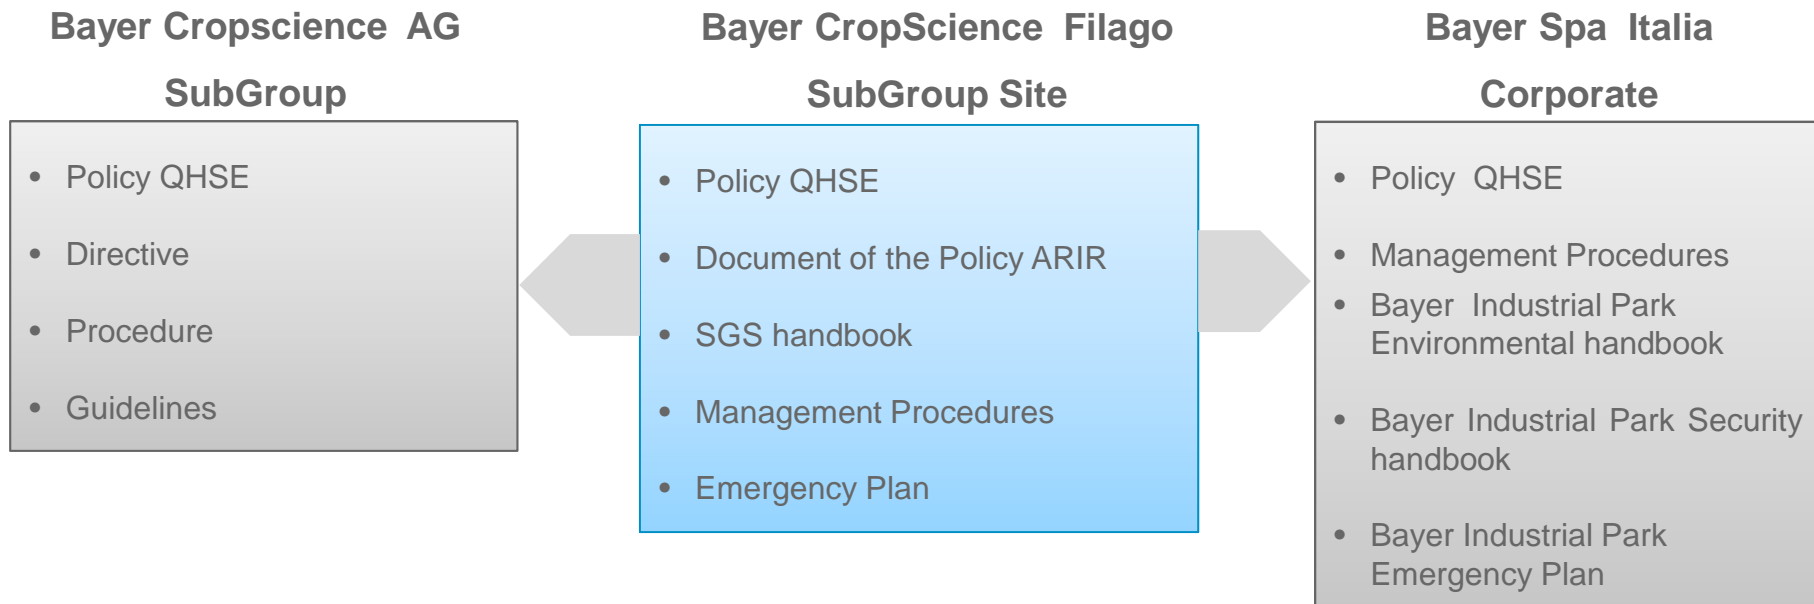 Bayer Cropscience AG
SubGroup
• Policy QHSE
• Directive
• Procedure
• Guidelines
Bayer CropScience Filago
SubGroup Site
• Policy QHSE
• Document of the Policy ARIR
• SGS handbook
• Management Procedures
• Emergency Plan
Bayer Spa Italia
Corporate
• Policy QHSE
• Management Procedures
• Bayer Industrial Park
Environmental handbook
• Bayer Industrial Park Security
handbook
• Bayer Industrial Park
Emergency Plan